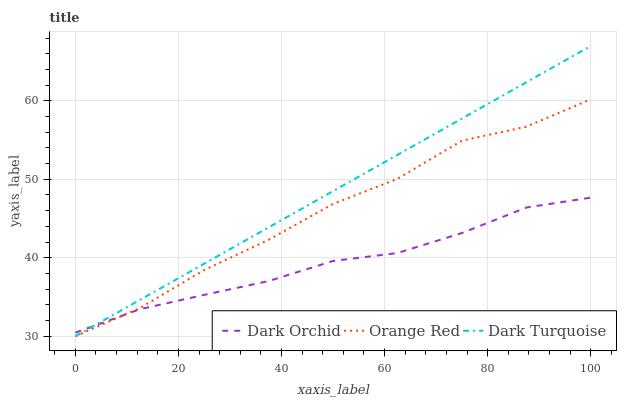 title
60
50
40
30
yaxis_label
Dark Orchid
Orange Red
Dark Turquoise
0
20
40
60
80
100
xaxis_label